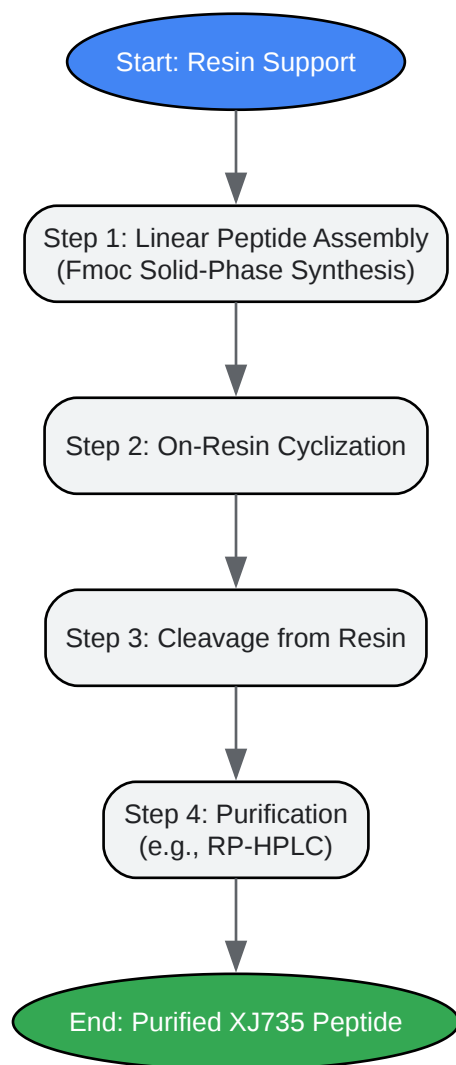 Start: Resin Support
Step 1: Linear Peptide Assembly
(Fmoc Solid-Phase Synthesis)
Step 2: On-Resin Cyclization
Step 3: Cleavage from Resin
Step 4: Purification
(e.g., RP-HPLC)
End: Purified XJ735 Peptide